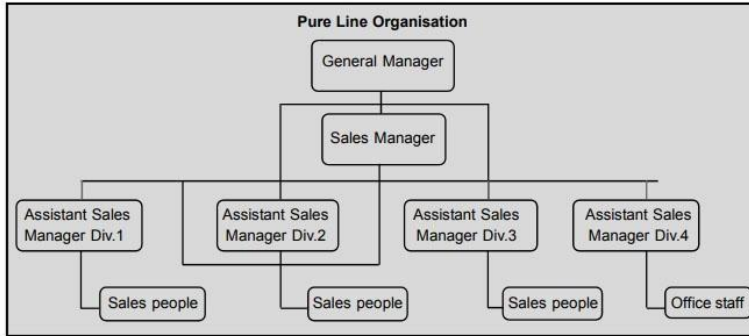 Pure Line Organisation
General Manager
Sales Manager
Assistant Sales
Manager Div.1
Assistant Sales
Manager Div.2
Assistant Sales
Manager Div.3
Assistant Sales
Manager Div.4
Sales people
Sales people
Sales people
Office staff